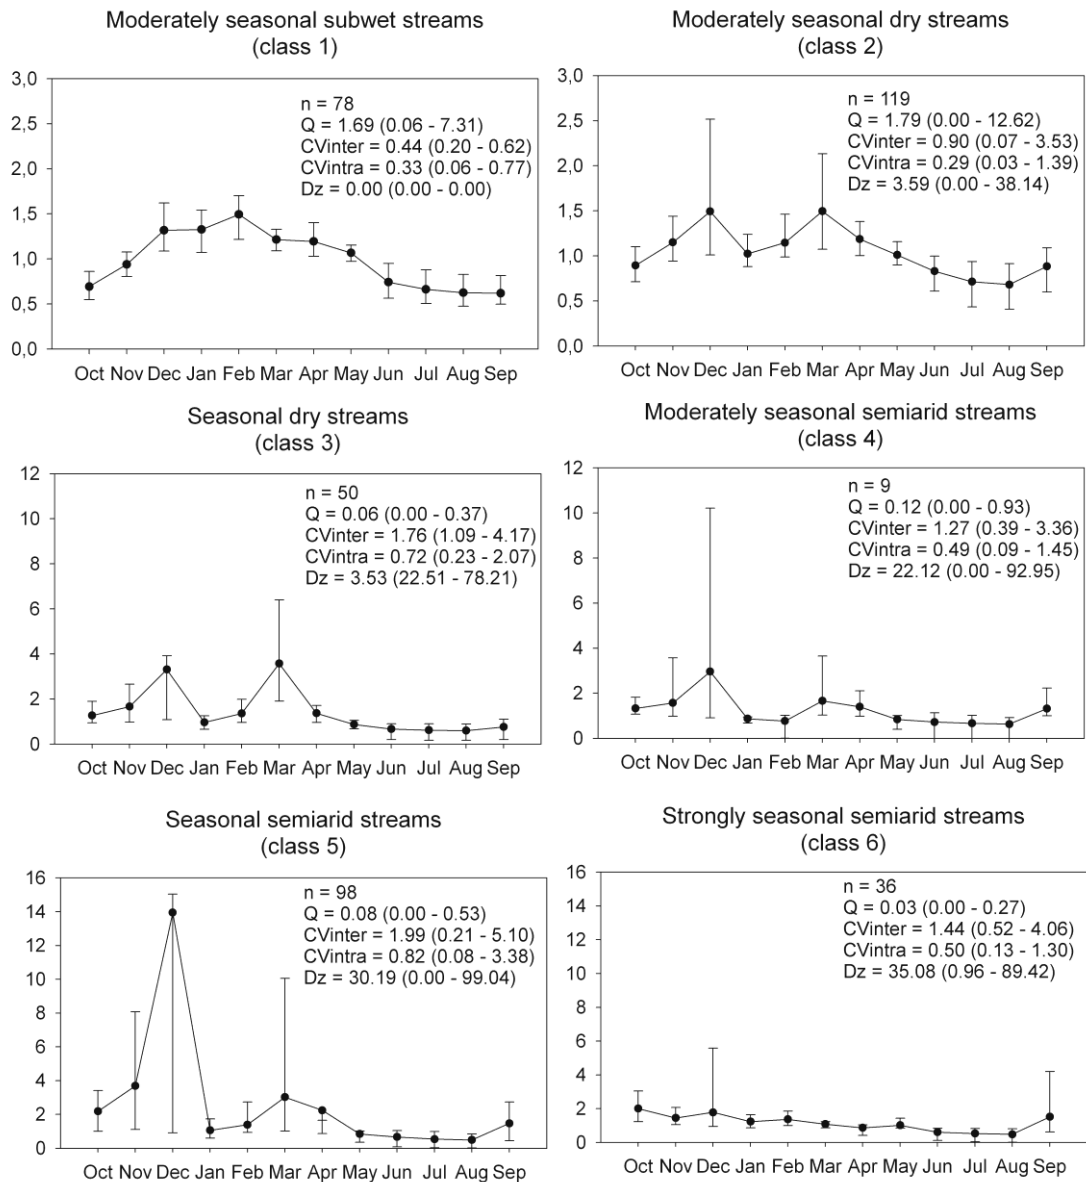 Moderately seasonal subwet streams
(class 1)
3,0
2,5
2,0
1,5
1,0
0,5
0,0
n = 78
Q = 1.69 (0.06 - 7.31)
CVinter = 0.44 (0.20 - 0.62)
CVintra = 0.33 (0.06 - 0.77)
Dz = 0.00 (0.00 - 0.00)
Oct Nov Dec Jan Feb Mar Apr May Jun Jul Aug Sep
Moderately seasonal dry streams
(class 2)
3,0
2,5
2,0
1,5
1,0
0,5
0,0
n = 119
Q = 1.79 (0.00 - 12.62)
CVinter = 0.90 (0.07 - 3.53)
CVintra = 0.29 (0.03 - 1.39)
Dz = 3.59 (0.00 - 38.14)
Oct Nov Dec Jan Feb Mar Apr May Jun Jul Aug Sep
Seasonal dry streams
(class 3)
12
10
8
6
4
2
0
n = 50
Q = 0.06 (0.00 - 0.37)
CVinter = 1.76 (1.09 - 4.17)
CVintra = 0.72 (0.23 - 2.07)
Dz = 3.53 (22.51 - 78.21)
Oct Nov Dec Jan Feb Mar Apr May Jun Jul Aug Sep
Moderately seasonal semiarid streams
(class 4)
12
10
8
6
4
2
0
n = 9
Q = 0.12 (0.00 - 0.93)
CVinter = 1.27 (0.39 - 3.36)
CVintra = 0.49 (0.09 - 1.45)
Dz = 22.12 (0.00 - 92.95)
Oct Nov Dec Jan Feb Mar Apr May Jun Jul Aug Sep
Seasonal semiarid streams
(class 5)
16
14
12
10
8
6
4
2
0
n = 98
Q = 0.08 (0.00 - 0.53)
CVinter = 1.99 (0.21 - 5.10)
CVintra = 0.82 (0.08 - 3.38)
Dz = 30.19 (0.00 - 99.04)
Oct Nov Dec Jan Feb Mar Apr May Jun Jul Aug Sep
Strongly seasonal semiarid streams
(class 6)
16
14
12
10
8
6
4
2
0
n = 36
Q = 0.03 (0.00 - 0.27)
CVinter = 1.44 (0.52 - 4.06)
CVintra = 0.50 (0.13 - 1.30)
Dz = 35.08 (0.96 - 89.42)
Oct Nov Dec Jan Feb Mar Apr May Jun Jul Aug Sep